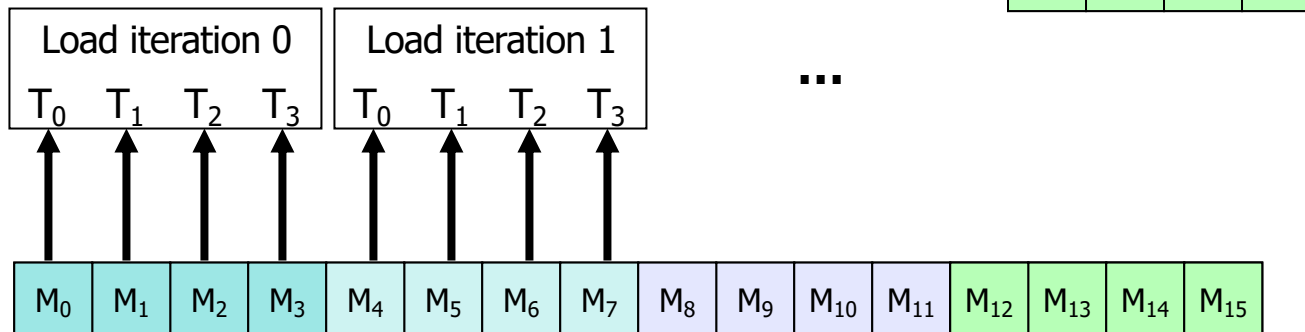 Load iteration 0
T₀ T₁ T₂ T₃
Load iteration 1
T₀ T₁ T₂ T₃
...
M₀ M₁ M₂ M₃ M₄ M₅ M₆ M₇ M₈ M₉ M₁₀ M₁₁ M₁₂ M₁₃ M₁₄ M₁₅